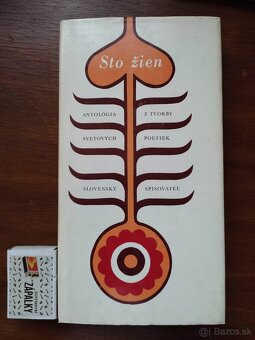 Sto žien
ANTOLÓGIA Z TVORBY
SVETOVÝCH POETIEK
SLOVENSKÝ SPISOVATEĽ
ZÁPALKY
© Bazos.sk